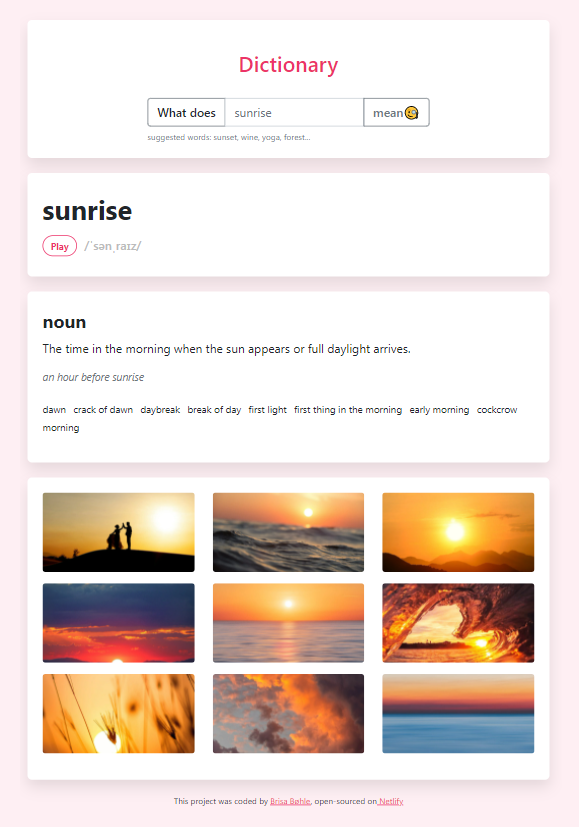 Dictionary
What does sunrise mean🧐
suggested words: sunset, wine, yoga, forest...
sunrise
Play /ˈsənˌraɪz/
noun
The time in the morning when the sun appears or full daylight arrives.
an hour before sunrise
dawn crack of dawn daybreak break of day first light first thing in the morning early morning cockcrow
morning
This project was coded by Brisa Bøhle, open-sourced on Netlify